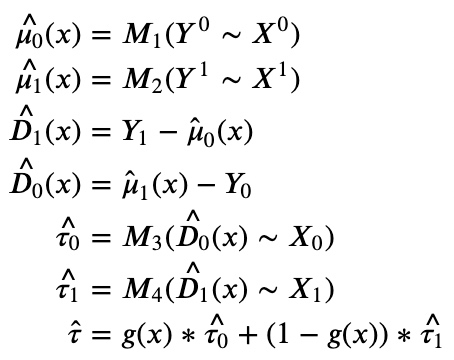 μ̂₀(x) = M₁(Y⁰ ∼ X⁰)
μ̂₁(x) = M₂(Y¹ ∼ X¹)
D̂₁(x) = Y₁ − μ̂₀(x)
D̂₀(x) = μ̂₁(x) − Y₀
τ̂₀ = M₃(D̂₀(x) ∼ X₀)
τ̂₁ = M₄(D̂₁(x) ∼ X₁)
τ̂ = g(x) ∗ τ̂₀ + (1 − g(x)) ∗ τ̂₁